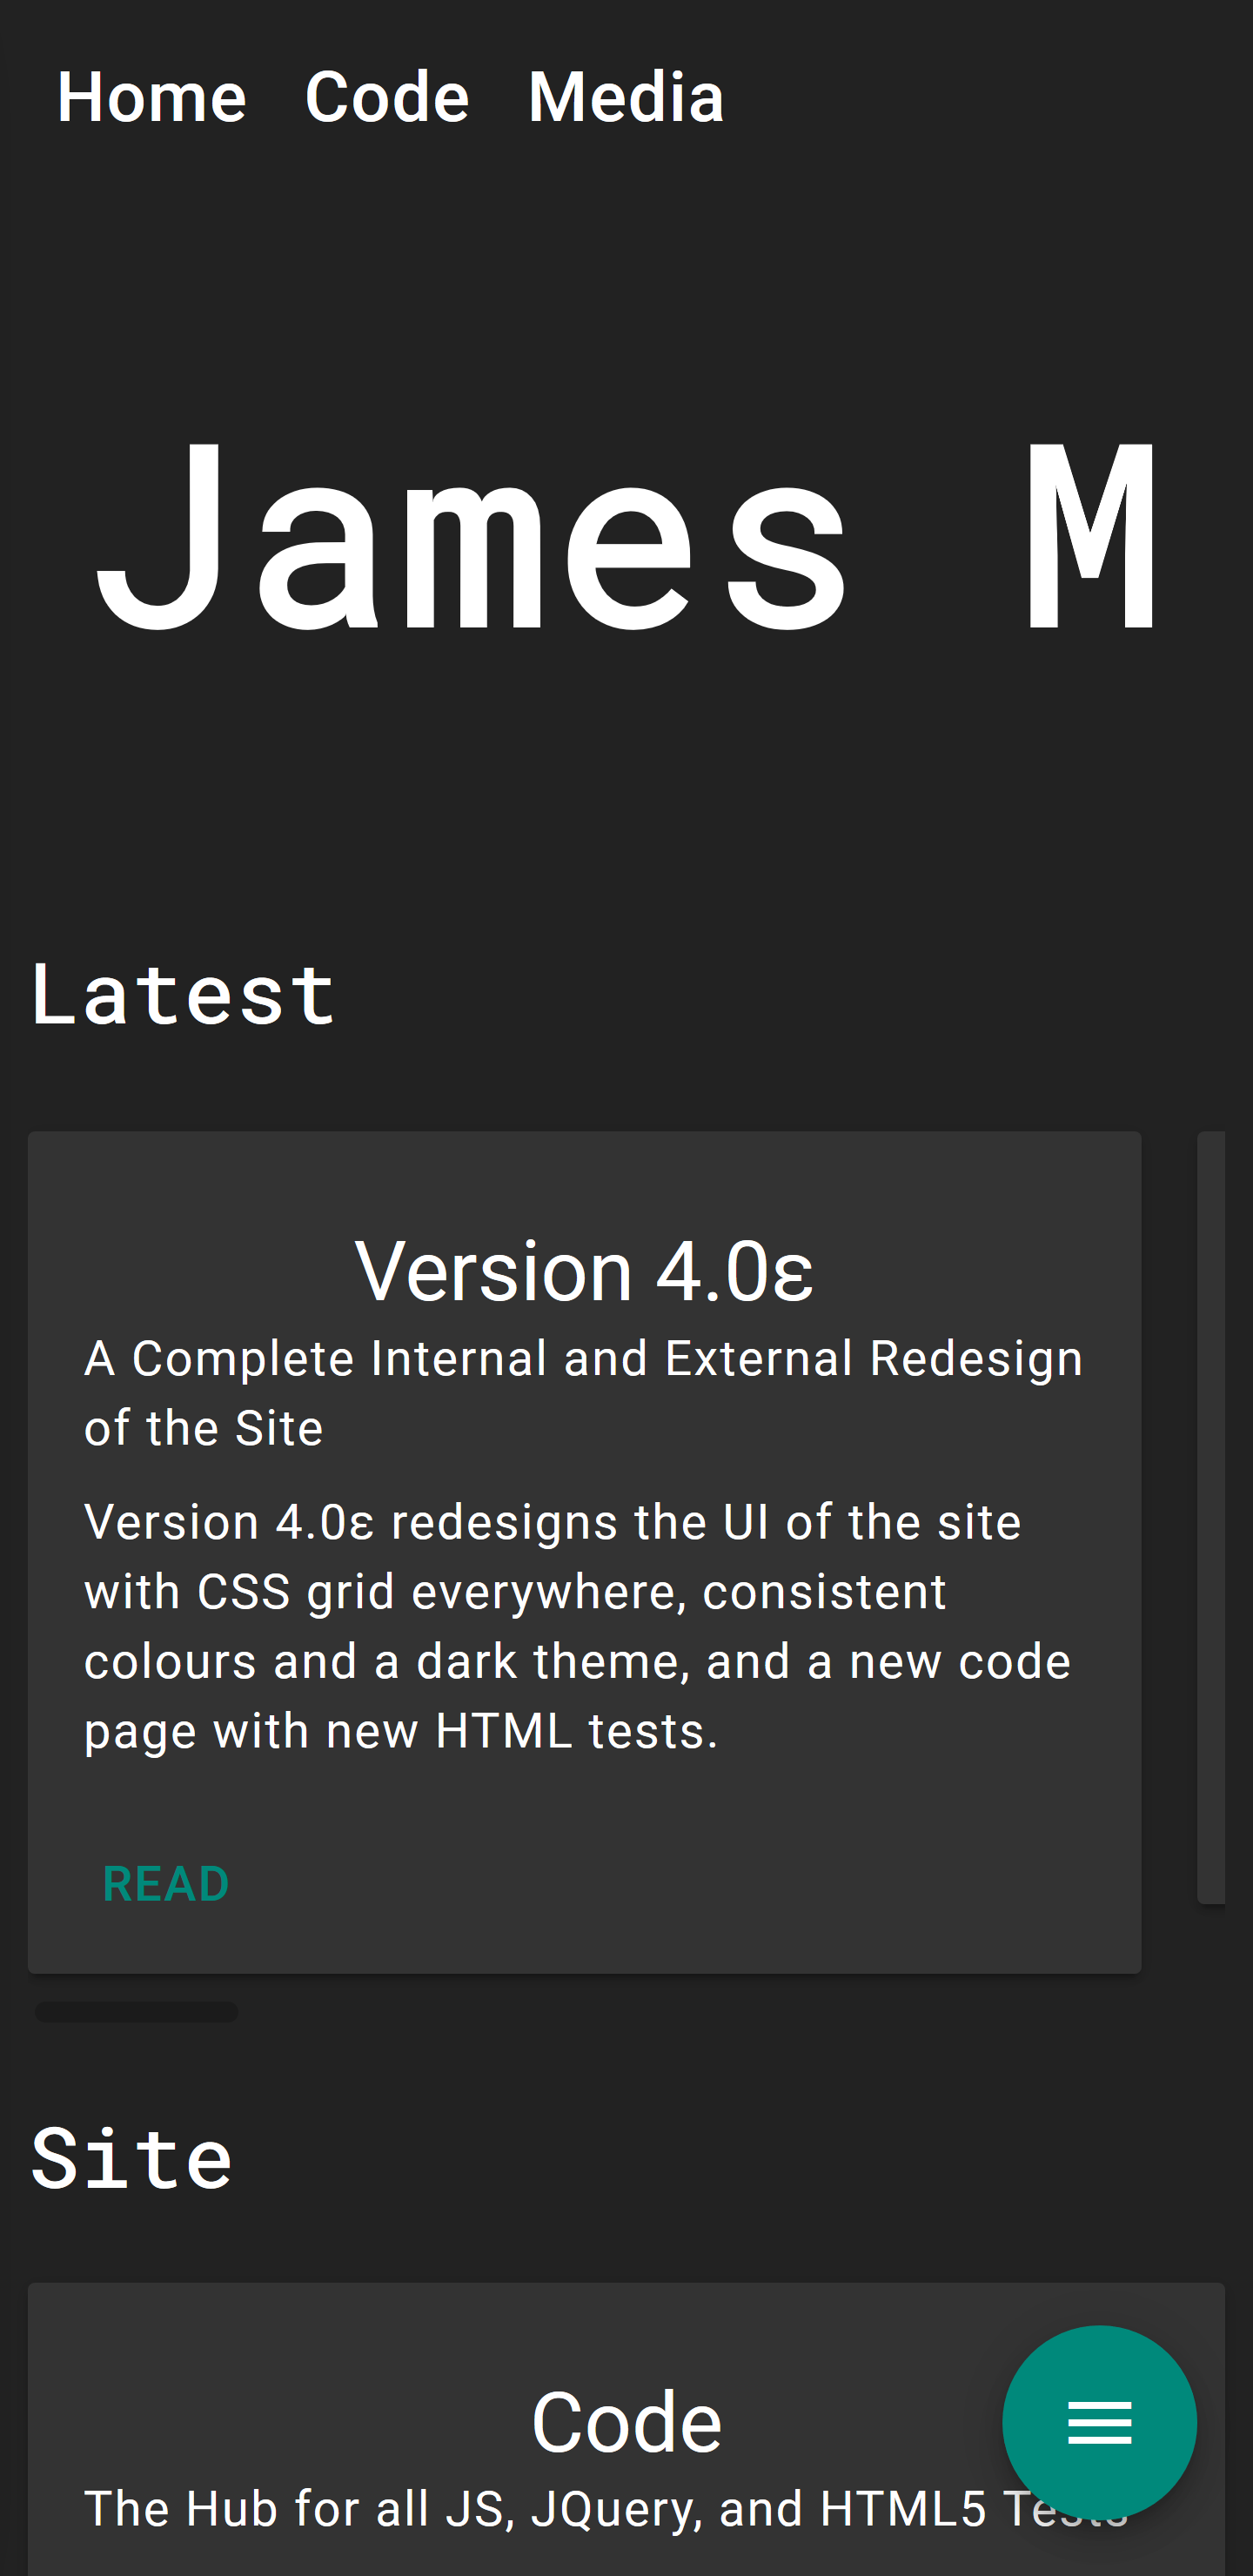 Home Code Media
James M
Latest
Version 4.0ε
A Complete Internal and External Redesign
of the Site
Version 4.0ε redesigns the UI of the site
with CSS grid everywhere, consistent
colours and a dark theme, and a new code
page with new HTML tests.
READ
Site
Code
The Hub for all JS, JQuery, and HTML5 Tests